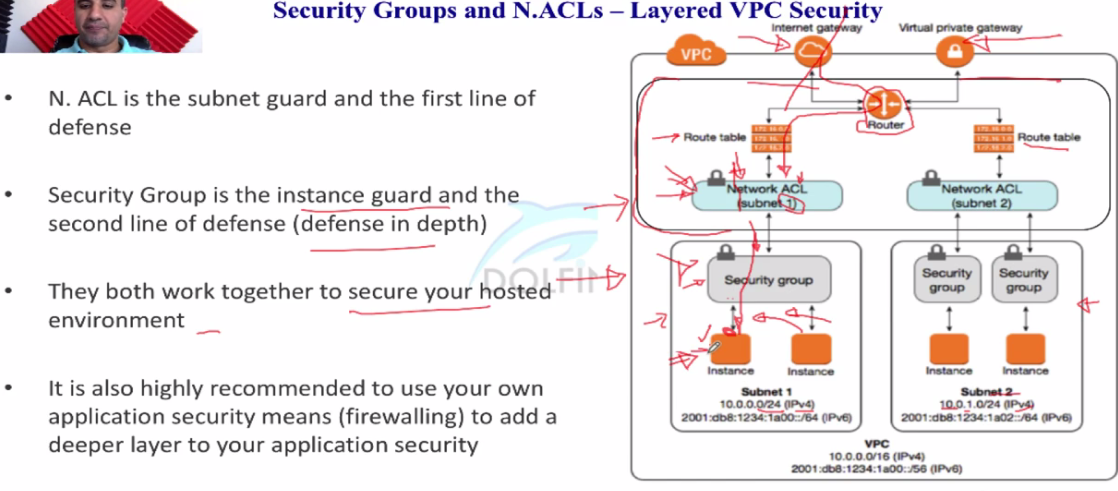 Security Groups and N.ACLs – Layered VPC Security
• N. ACL is the subnet guard and the first line of
defense
• Security Group is the instance guard and the
second line of defense (defense in depth)
• They both work together to secure your hosted
environment
• It is also highly recommended to use your own
application security means (firewalling) to add a
deeper layer to your application security
DOLFIN
Internet gateway
Virtual private gateway
VPC
Router
Route table
Route table
Network ACL
(subnet 1)
Network ACL
(subnet 2)
Security group
Security
group
Security
group
Instance
Instance
Instance
Instance
Subnet 1
10.0.0.0/24 (IPv4)
2001:db8:1234:1a00::/64 (IPv6)
Subnet 2
10.0.1.0/24 (IPv4)
2001:db8:1234:1a02::/64 (IPv6)
VPC
10.0.0.0/16 (IPv4)
2001:db8:1234:1a00::/56 (IPv6)